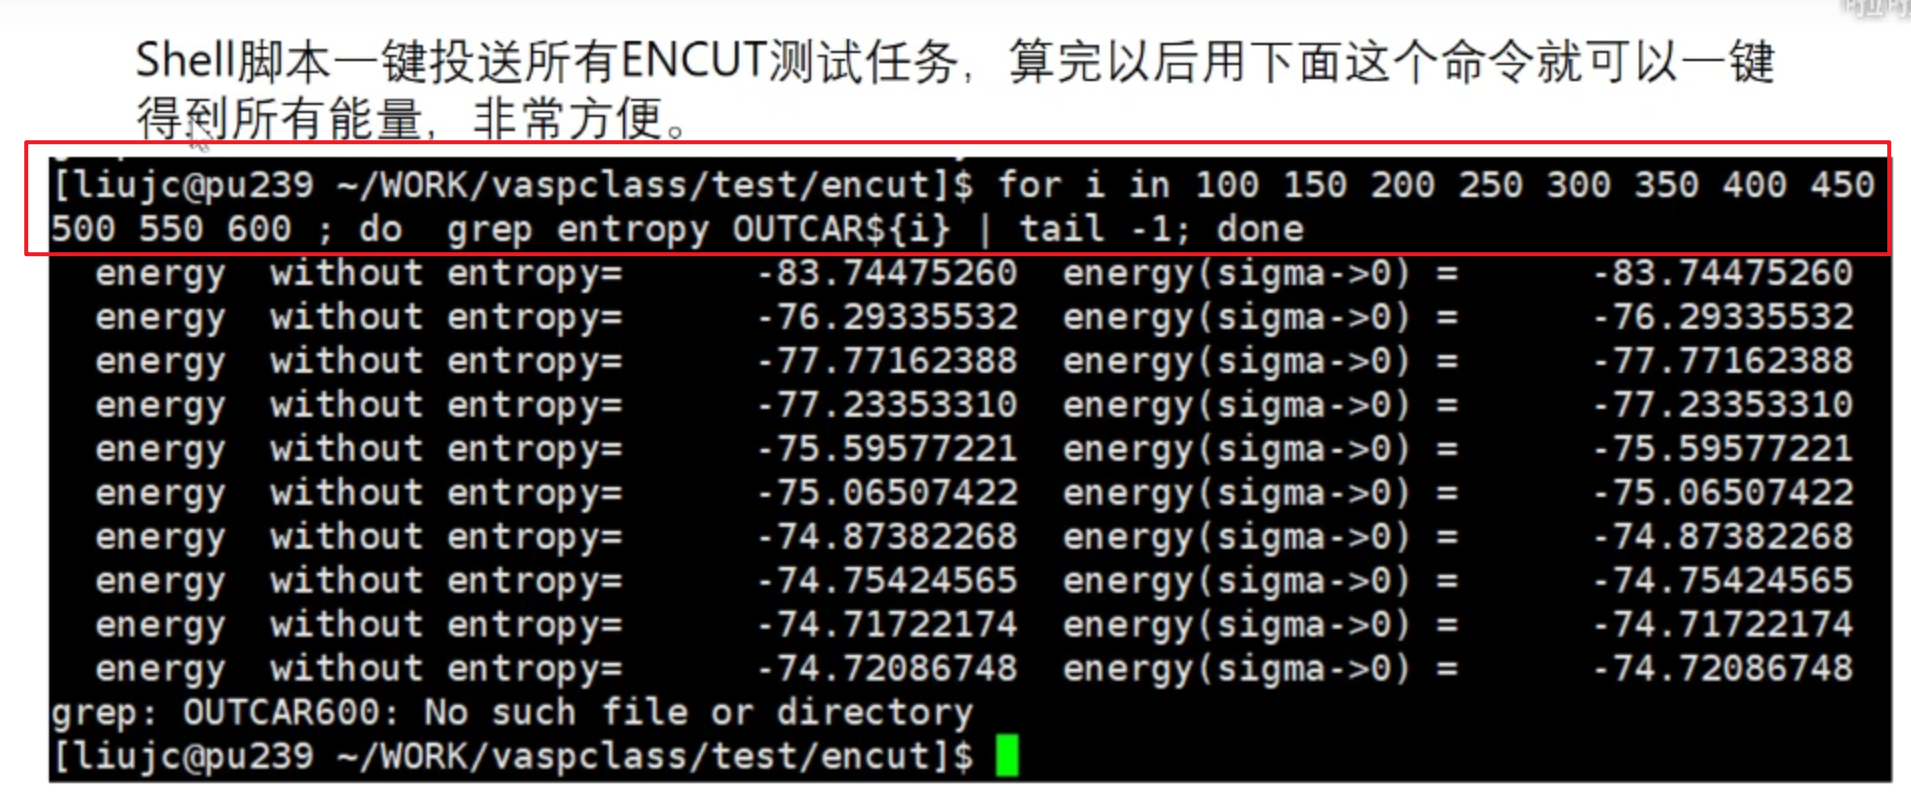 Shell脚本一键投送所有ENCUT测试任务，算完以后用下面这个命令就可以一键
得到所有能量，非常方便。
[liujc@pu239 ~/WORK/vaspclass/test/encut]$ for i in 100 150 200 250 300 350 400 450
500 550 600 ; do  grep entropy OUTCAR${i} | tail -1; done
energy  without entropy=      -83.74475260  energy(sigma->0) =      -83.74475260
energy  without entropy=      -76.29335532  energy(sigma->0) =      -76.29335532
energy  without entropy=      -77.77162388  energy(sigma->0) =      -77.77162388
energy  without entropy=      -77.23353310  energy(sigma->0) =      -77.23353310
energy  without entropy=      -75.59577221  energy(sigma->0) =      -75.59577221
energy  without entropy=      -75.06507422  energy(sigma->0) =      -75.06507422
energy  without entropy=      -74.87382268  energy(sigma->0) =      -74.87382268
energy  without entropy=      -74.75424565  energy(sigma->0) =      -74.75424565
energy  without entropy=      -74.71722174  energy(sigma->0) =      -74.71722174
energy  without entropy=      -74.72086748  energy(sigma->0) =      -74.72086748
grep: OUTCAR600: No such file or directory
[liujc@pu239 ~/WORK/vaspclass/test/encut]$